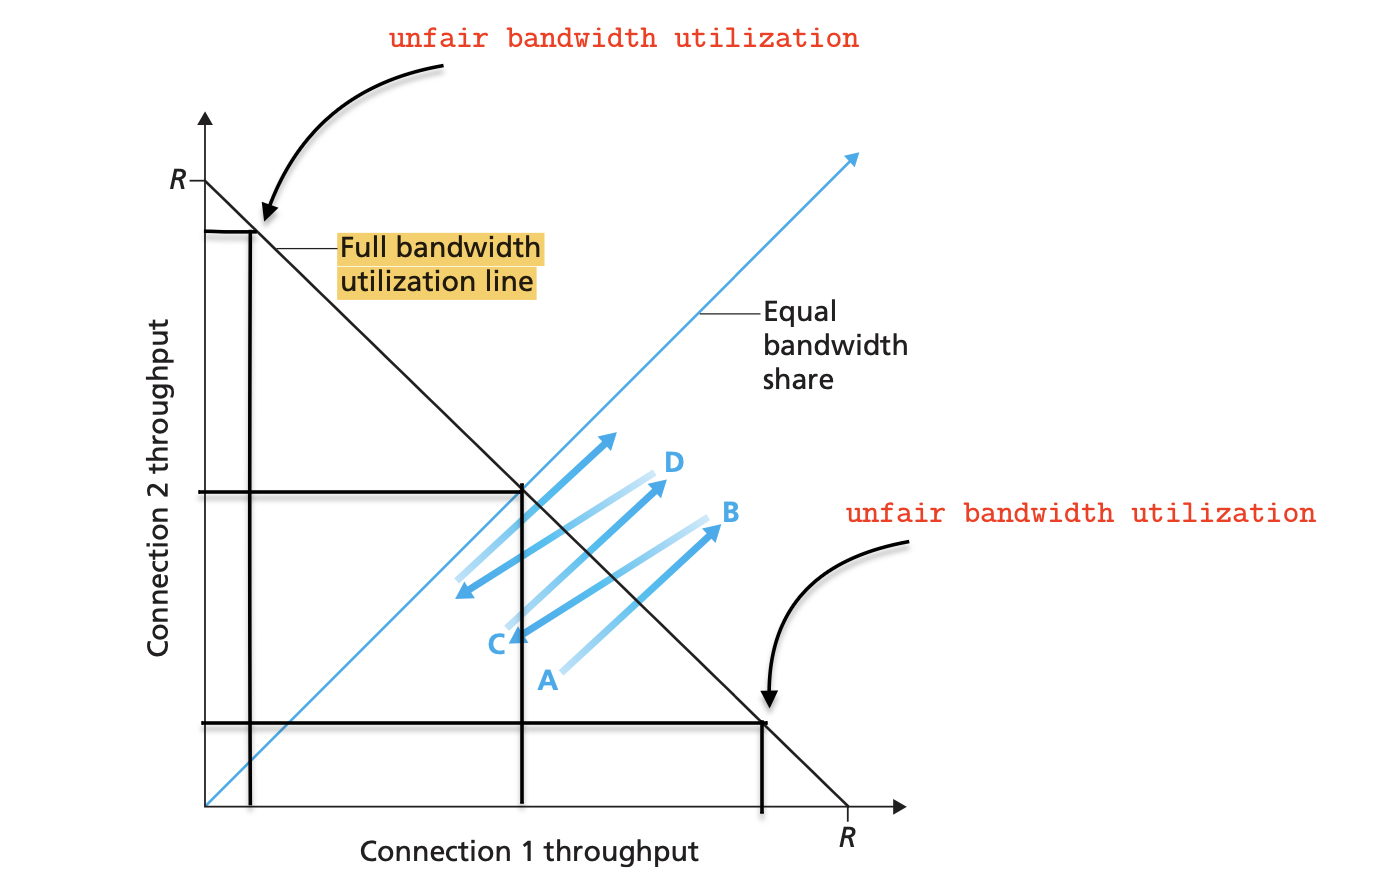 unfair bandwidth utilization
R
Full bandwidth
utilization line
Equal
bandwidth
share
Connection 2 throughput
D
B
unfair bandwidth utilization
C
A
R
Connection 1 throughput